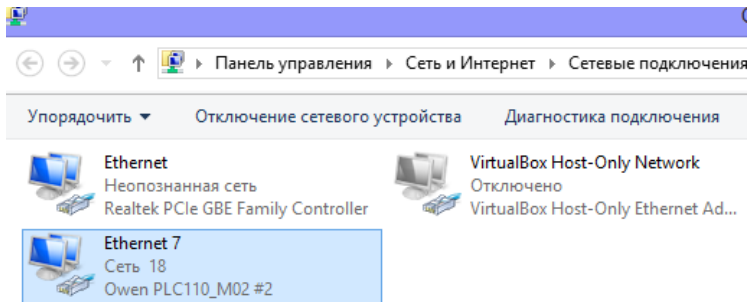 Панель управления ▸ Сеть и Интернет ▸ Сетевые подключения
Упорядочить ▾ Отключение сетевого устройства Диагностика подключения
Ethernet
Неопознанная сеть
Realtek PCIe GBE Family Controller
VirtualBox Host-Only Network
Отключено
VirtualBox Host-Only Ethernet Ad...
Ethernet 7
Сеть 18
Owen PLC110_M02 #2